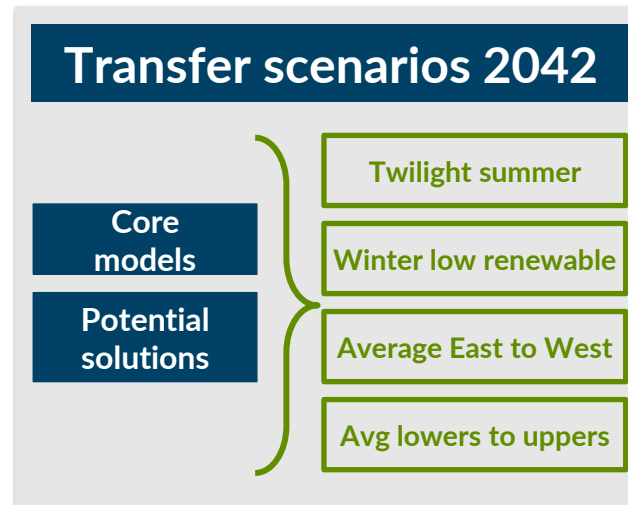 Transfer scenarios 2042
Core
models
Potential
solutions
Twilight summer
Winter low renewable
Average East to West
Avg lowers to uppers